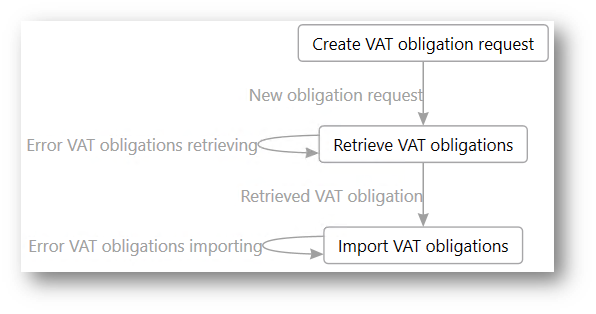 Create VAT obligation request
New obligation request
Error VAT obligations retrieving
Retrieve VAT obligations
Retrieved VAT obligation
Error VAT obligations importing
Import VAT obligations